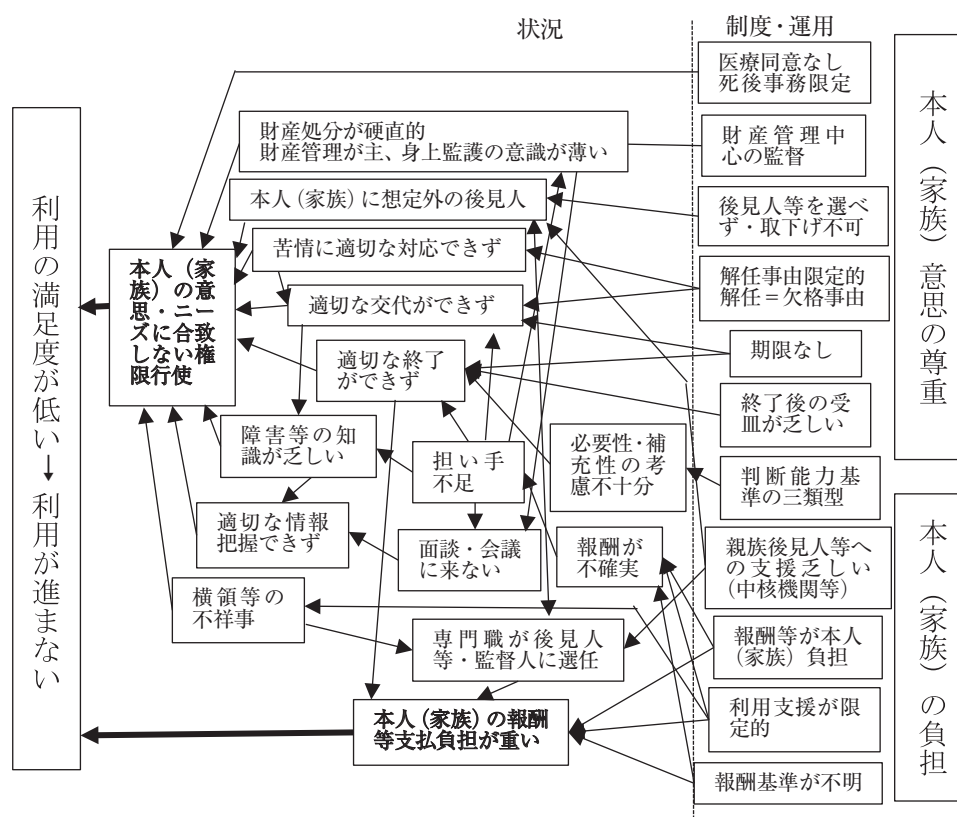 状況
制度・運用
利用の満足度が低い→利用が進まない
本人(家
族)の意
思・ニー
ズに合致
しない権
限行使
財産処分が硬直的
財産管理が主、身上監護の意識が薄い
本人(家族)に想定外の後見人
苦情に適切な対応できず
適切な交代ができず
適切な終了
ができず
障害等の知
識が乏しい
担い手
不足
必要性・補
充性の考
慮不十分
適切な情報
把握できず
面談・会議
に来ない
報酬が
不確実
横領等の
不祥事
専門職が後見人
等・監督人に選任
本人(家族)の報酬
等支払負担が重い
医療同意なし
死後事務限定
財産管理中
心の監督
後見人等を選べ
ず・取下げ不可
解任事由限定的
解任=欠格事由
期限なし
終了後の受
皿が乏しい
判断能力基
準の三類型
親族後見人等へ
の支援乏しい
(中核機関等)
報酬等が本人
(家族)負担
利用支援が限
定的
報酬基準が不明
本人(家族)意思の尊重
本人(家族)の負担